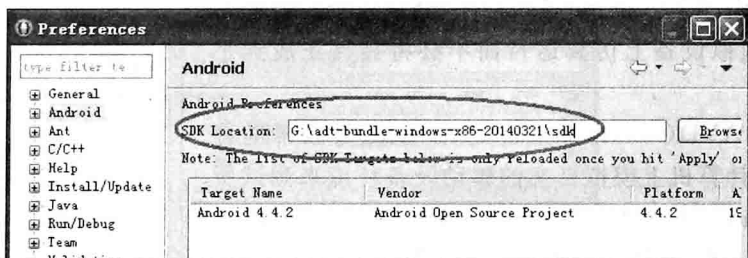 Preferences
type filter te
Android
General
Android
Ant
C/C++
Help
Install/Update
Java
Run/Debug
Team
Android Preferences
SDK Location: G:\adt-bundle-windows-x86-20140321\sdk
Browse
Note: The list of SDK Targets below is only reloaded once you hit 'Apply' or
Target Name Vendor Platform A
Android 4.4.2 Android Open Source Project 4.4.2 19